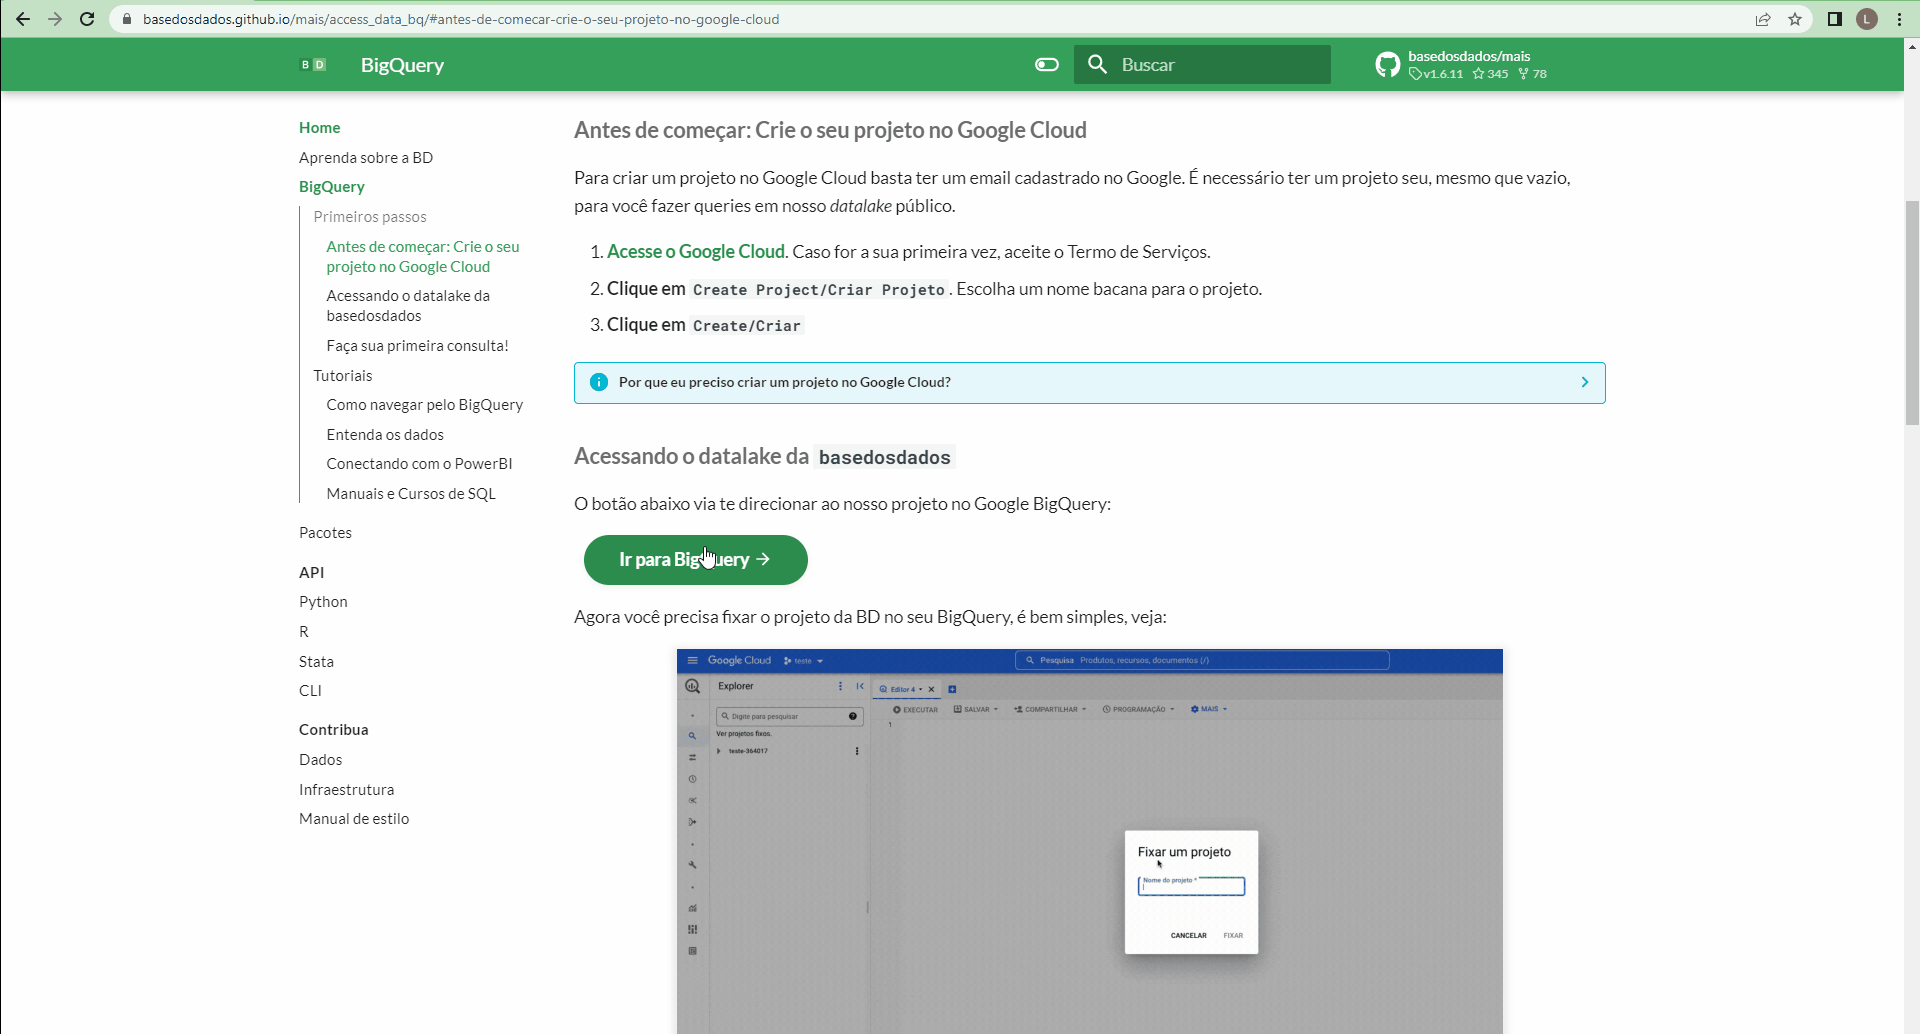 basedosdados.github.io/mais/access_data_bq/#antes-de-comecar-crie-o-seu-projeto-no-google-cloud
L
B D
BigQuery
Buscar
basedosdados/mais
v1.6.11 345 78
Home
Aprenda sobre a BD
BigQuery
Primeiros passos
Antes de começar: Crie o seu
projeto no Google Cloud
Acessando o datalake da
basedosdados
Faça sua primeira consulta!
Tutoriais
Como navegar pelo BigQuery
Entenda os dados
Conectando com o PowerBI
Manuais e Cursos de SQL
Pacotes
API
Python
R
Stata
CLI
Contribua
Dados
Infraestrutura
Manual de estilo
Antes de começar: Crie o seu projeto no Google Cloud
Para criar um projeto no Google Cloud basta ter um email cadastrado no Google. É necessário ter um projeto seu, mesmo que vazio,
para você fazer queries em nosso datalake público.
1. Acesse o Google Cloud. Caso for a sua primeira vez, aceite o Termo de Serviços.
2. Clique em Create Project/Criar Projeto. Escolha um nome bacana para o projeto.
3. Clique em Create/Criar
Por que eu preciso criar um projeto no Google Cloud?
Acessando o datalake da basedosdados
O botão abaixo via te direcionar ao nosso projeto no Google BigQuery:
Ir para BigQuery →
Agora você precisa fixar o projeto da BD no seu BigQuery, é bem simples, veja:
Google Cloud teste
Pesquisa Produtos, recursos, documentos (/)
Explorer
Editor 4
Digite para pesquisar
EXECUTAR SALVAR COMPARTILHAR PROGRAMAÇÃO MAIS
Ver projetos fixos.
1
teste-364017
Fixar um projeto
Nome do projeto *
CANCELAR FIXAR